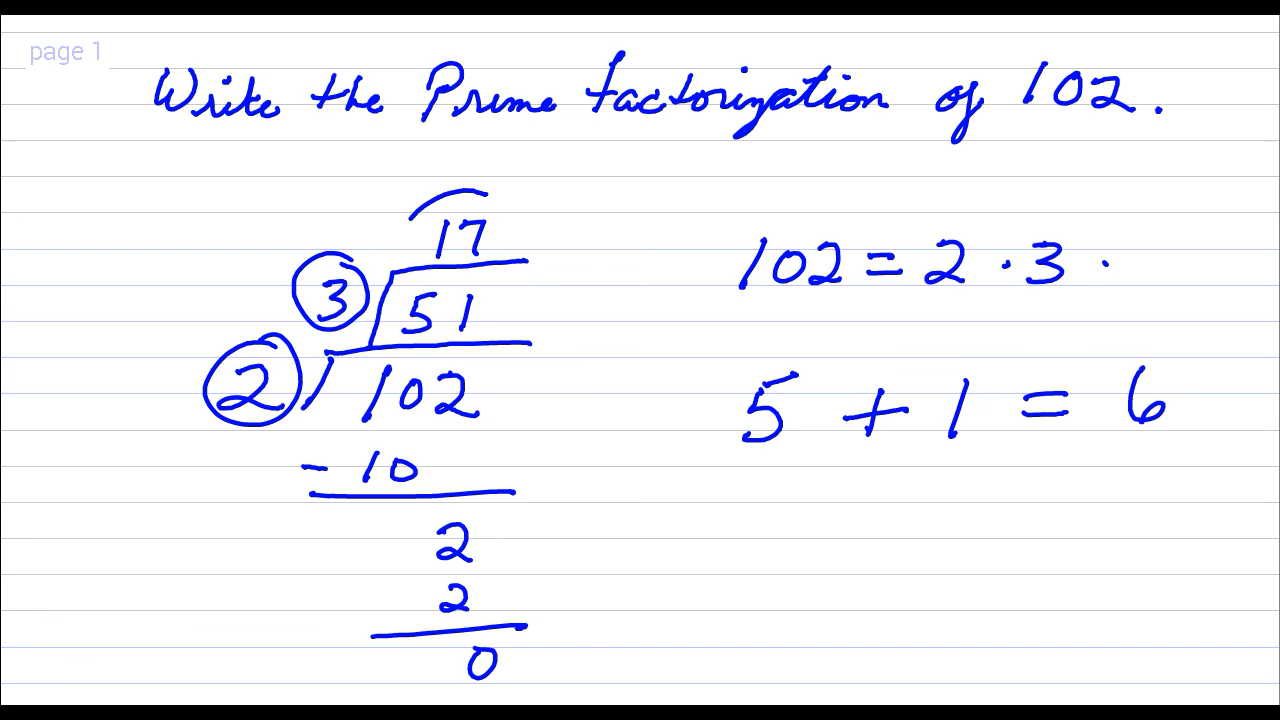 page 1
Write the Prime factorization of 102.
17
3 51
2 102
- 10
2
2
0
102 = 2 · 3 ·
5 + 1 = 6